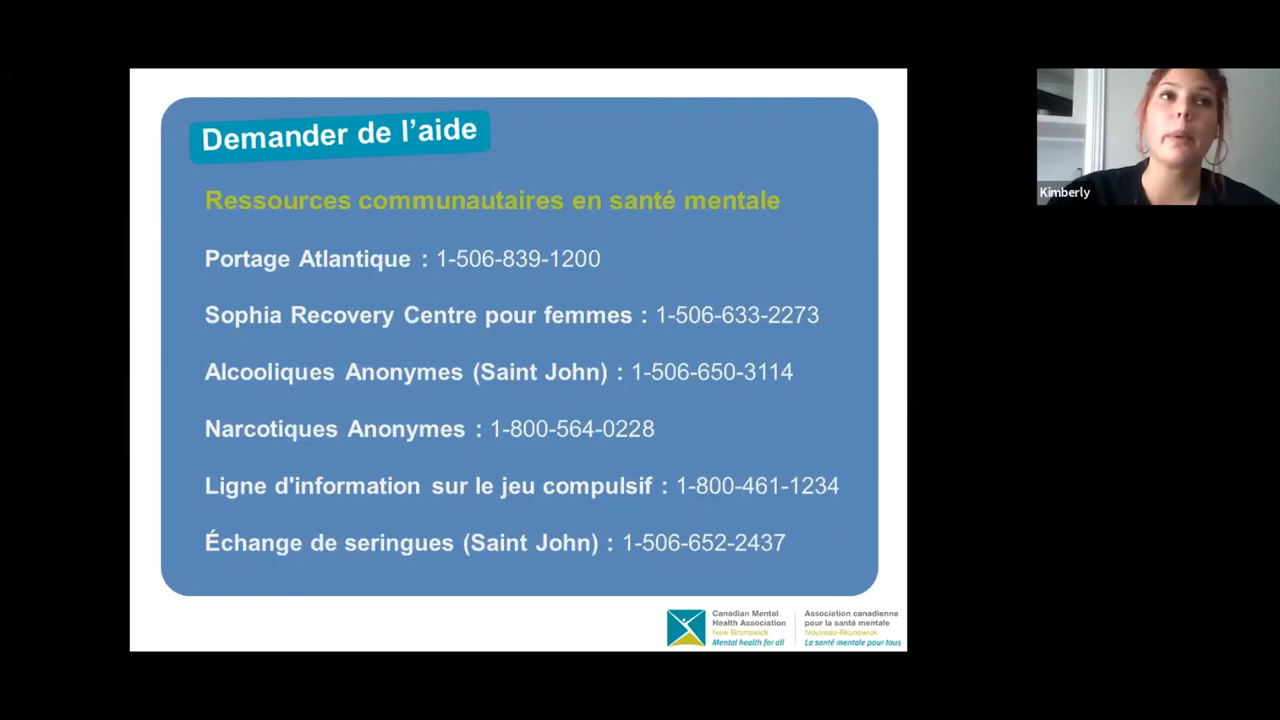 Demander de l’aide
Ressources communautaires en santé mentale
Portage Atlantique : 1-506-839-1200
Sophia Recovery Centre pour femmes : 1-506-633-2273
Alcooliques Anonymes (Saint John) : 1-506-650-3114
Narcotiques Anonymes : 1-800-564-0228
Ligne d'information sur le jeu compulsif : 1-800-461-1234
Échange de seringues (Saint John) : 1-506-652-2437
Canadian Mental
Health Association
New Brunswick
Mental health for all
Association canadienne
pour la santé mentale
Nouveau-Brunswick
La santé mentale pour tous
Kimberly